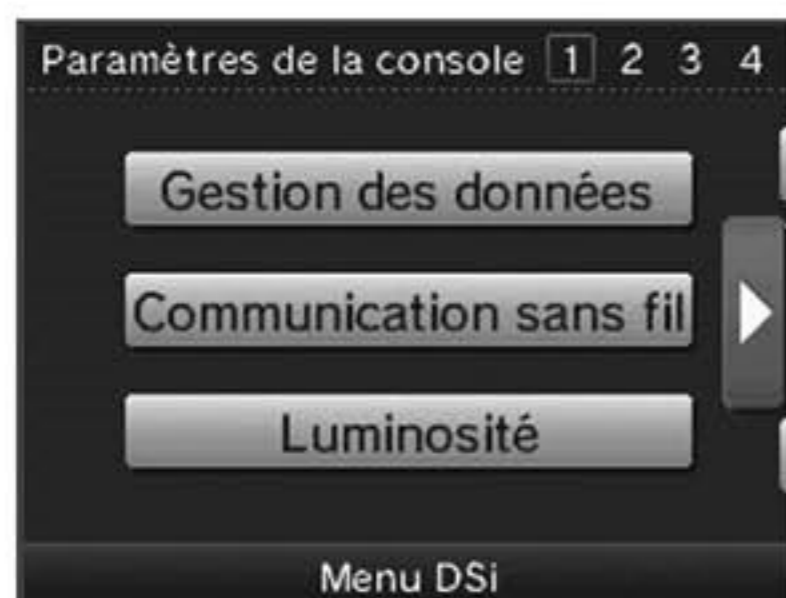 Paramètres de la console 1 2 3 4
Gestion des données
Communication sans fil
Luminosité
Menu DSi